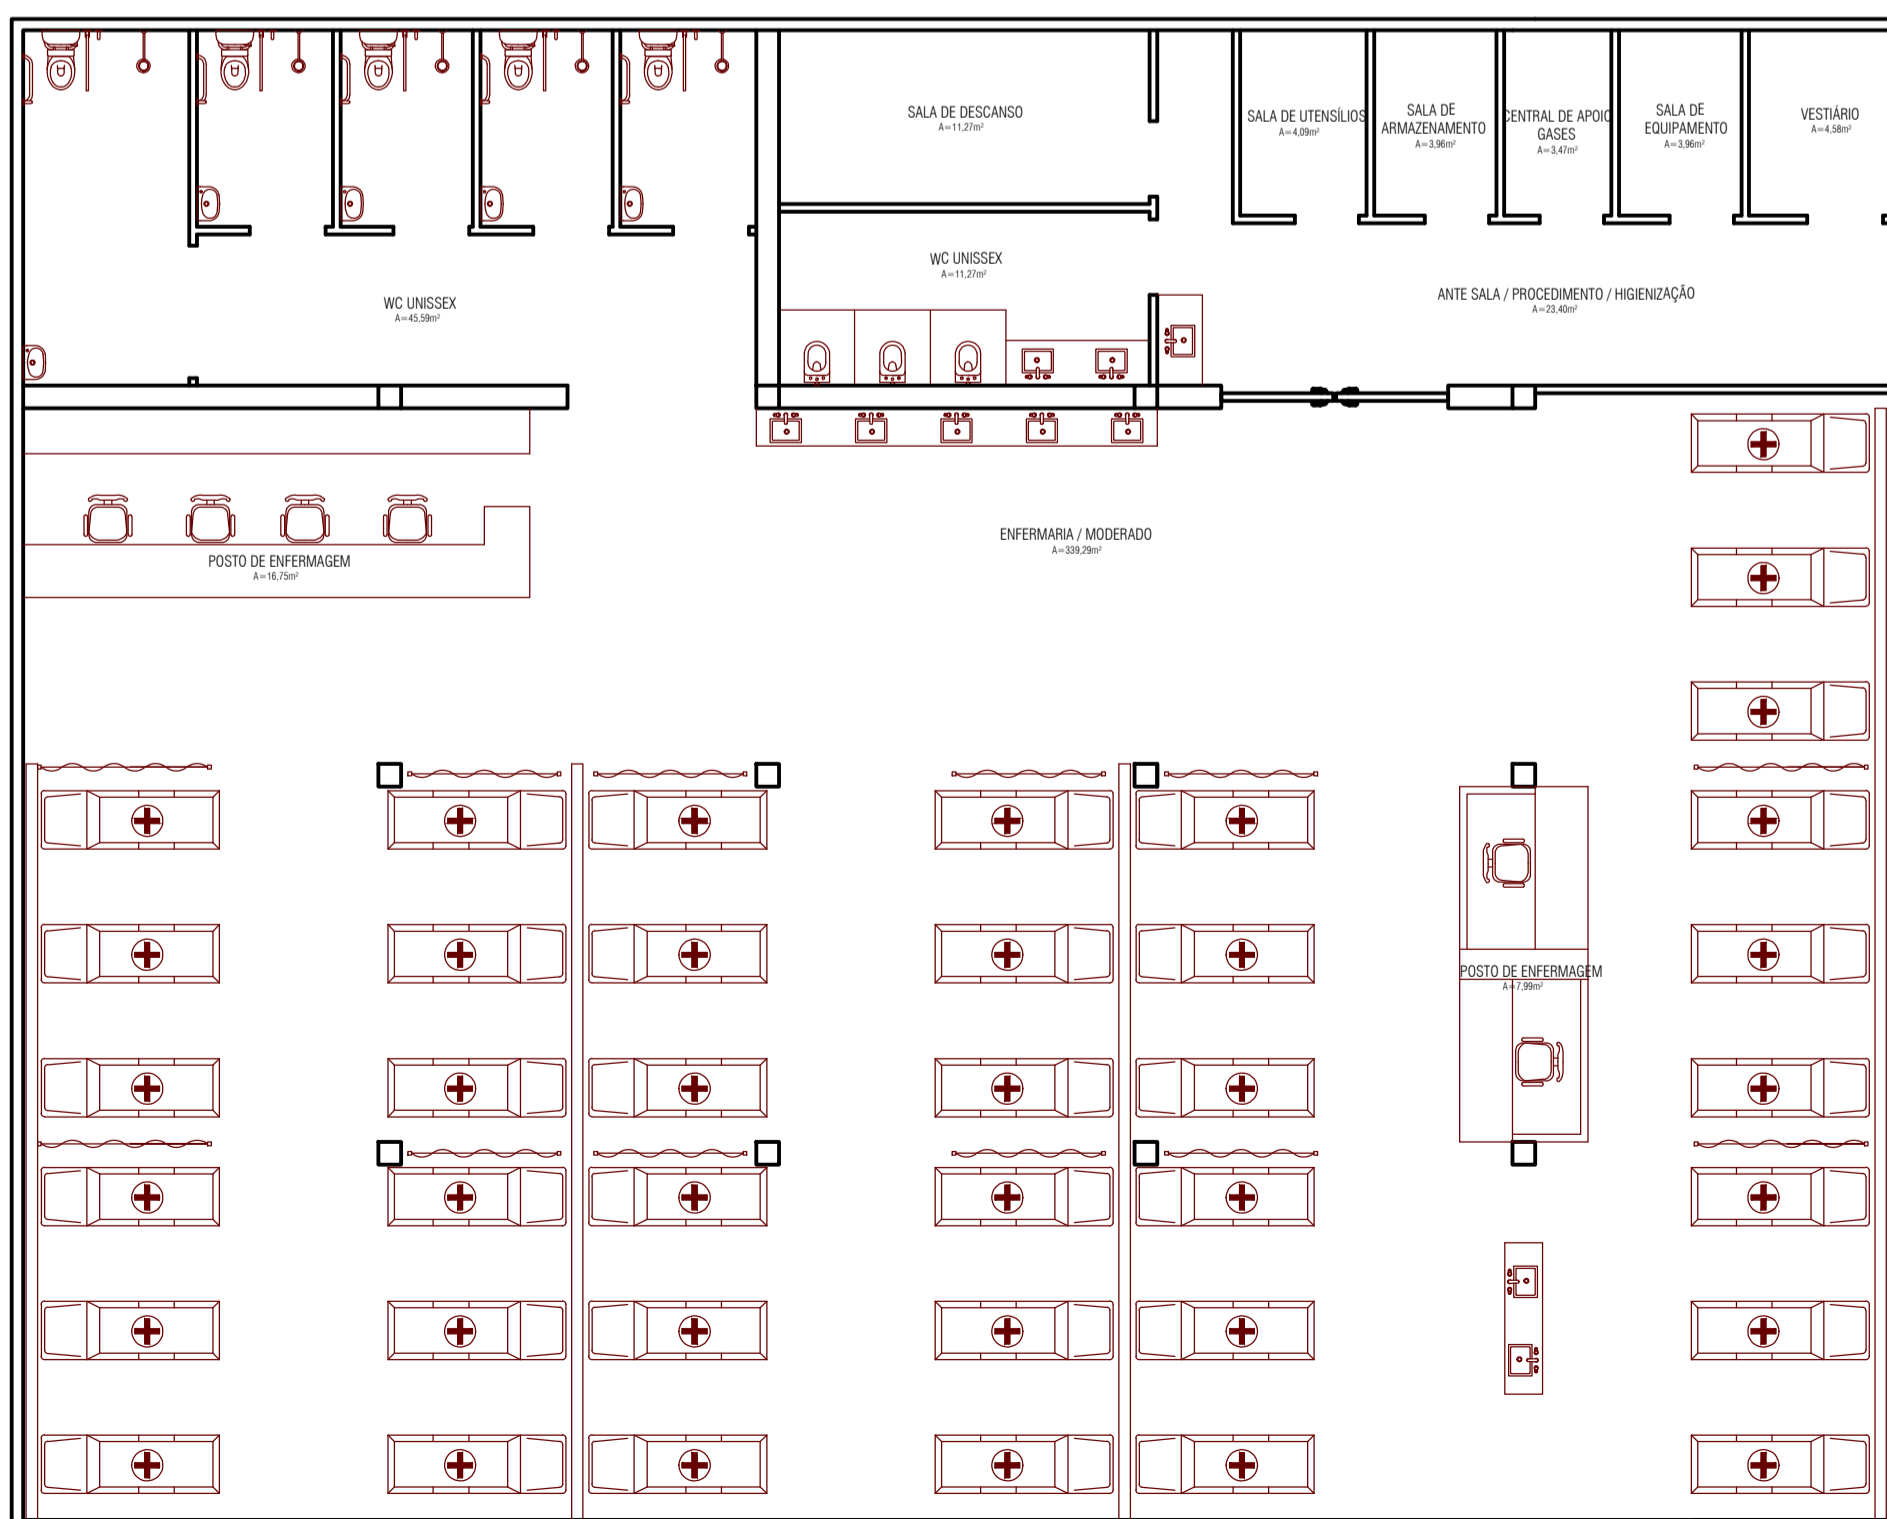 SALA DE DESCANSO
A=11,27m²
SALA DE UTENSÍLIOS
A=4,09m²
SALA DE
ARMAZENAMENTO
A=3,96m²
CENTRAL DE APOIO
GASES
A=3,47m²
SALA DE
EQUIPAMENTO
A=3,96m²
VESTIÁRIO
A=4,58m²
WC UNISSEX
A=11,27m²
WC UNISSEX
A=45,59m²
ANTE SALA / PROCEDIMENTO / HIGIENIZAÇÃO
A=23,40m²
ENFERMARIA / MODERADO
A=339,29m²
POSTO DE ENFERMAGEM
A=16,75m²
POSTO DE ENFERMAGEM
A=7,99m²